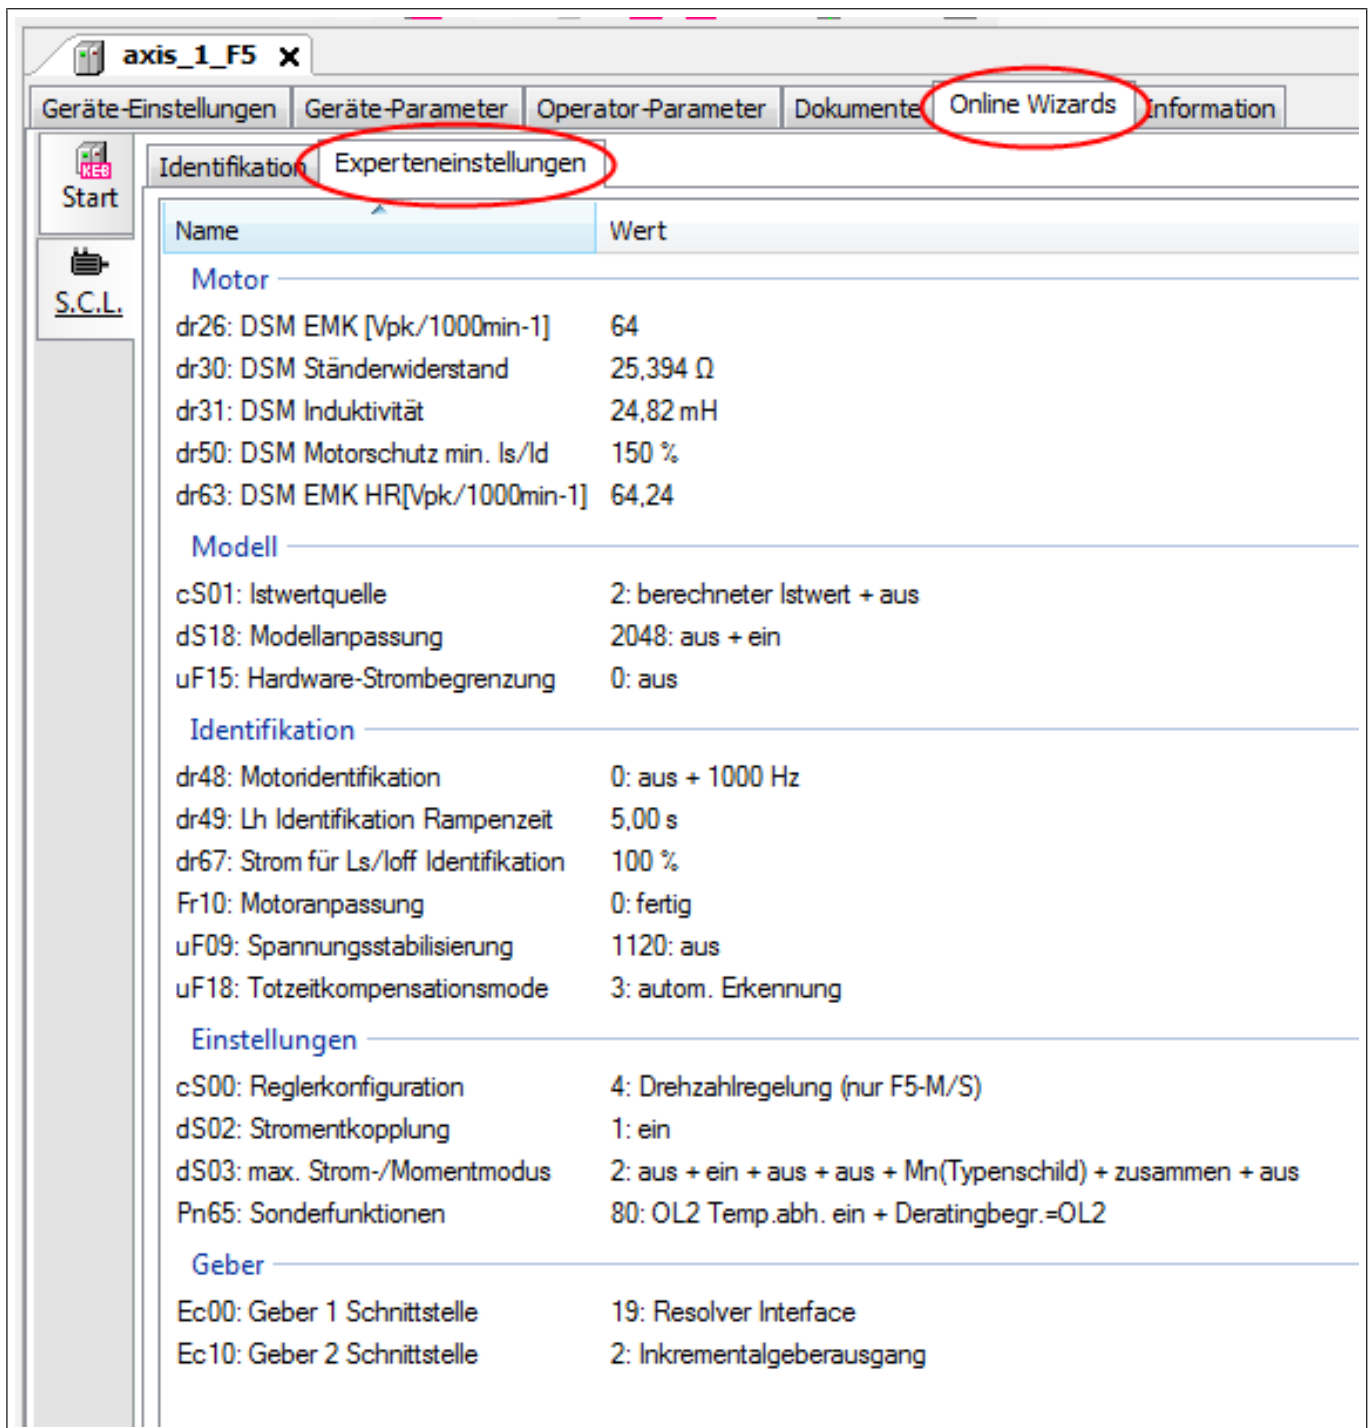 axis_1_F5 x
Geräte-Einstellungen Geräte-Parameter Operator-Parameter Dokumente Online Wizards Information
KEB
Start
S.C.L.
Identifikation Experteneinstellungen
Name Wert
Motor
dr26: DSM EMK [Vpk/1000min-1] 64
dr30: DSM Ständerwiderstand 25,394 Ω
dr31: DSM Induktivität 24,82 mH
dr50: DSM Motorschutz min. Is/Id 150 %
dr63: DSM EMK HR[Vpk/1000min-1] 64,24
Modell
cS01: Istwertquelle 2: berechneter Istwert + aus
dS18: Modellanpassung 2048: aus + ein
uF15: Hardware-Strombegrenzung 0: aus
Identifikation
dr48: Motoridentifikation 0: aus + 1000 Hz
dr49: Lh Identifikation Rampenzeit 5,00 s
dr67: Strom für Ls/Ioff Identifikation 100 %
Fr10: Motoranpassung 0: fertig
uF09: Spannungsstabilisierung 1120: aus
uF18: Totzeitkompensationsmode 3: autom. Erkennung
Einstellungen
cS00: Reglerkonfiguration 4: Drehzahlregelung (nur F5-M/S)
dS02: Stromentkopplung 1: ein
dS03: max. Strom-/Momentmodus 2: aus + ein + aus + aus + Mn(Typenschild) + zusammen + aus
Pn65: Sonderfunktionen 80: OL2 Temp.abh. ein + Deratingbegr.=OL2
Geber
Ec00: Geber 1 Schnittstelle 19: Resolver Interface
Ec10: Geber 2 Schnittstelle 2: Inkrementalgeberausgang